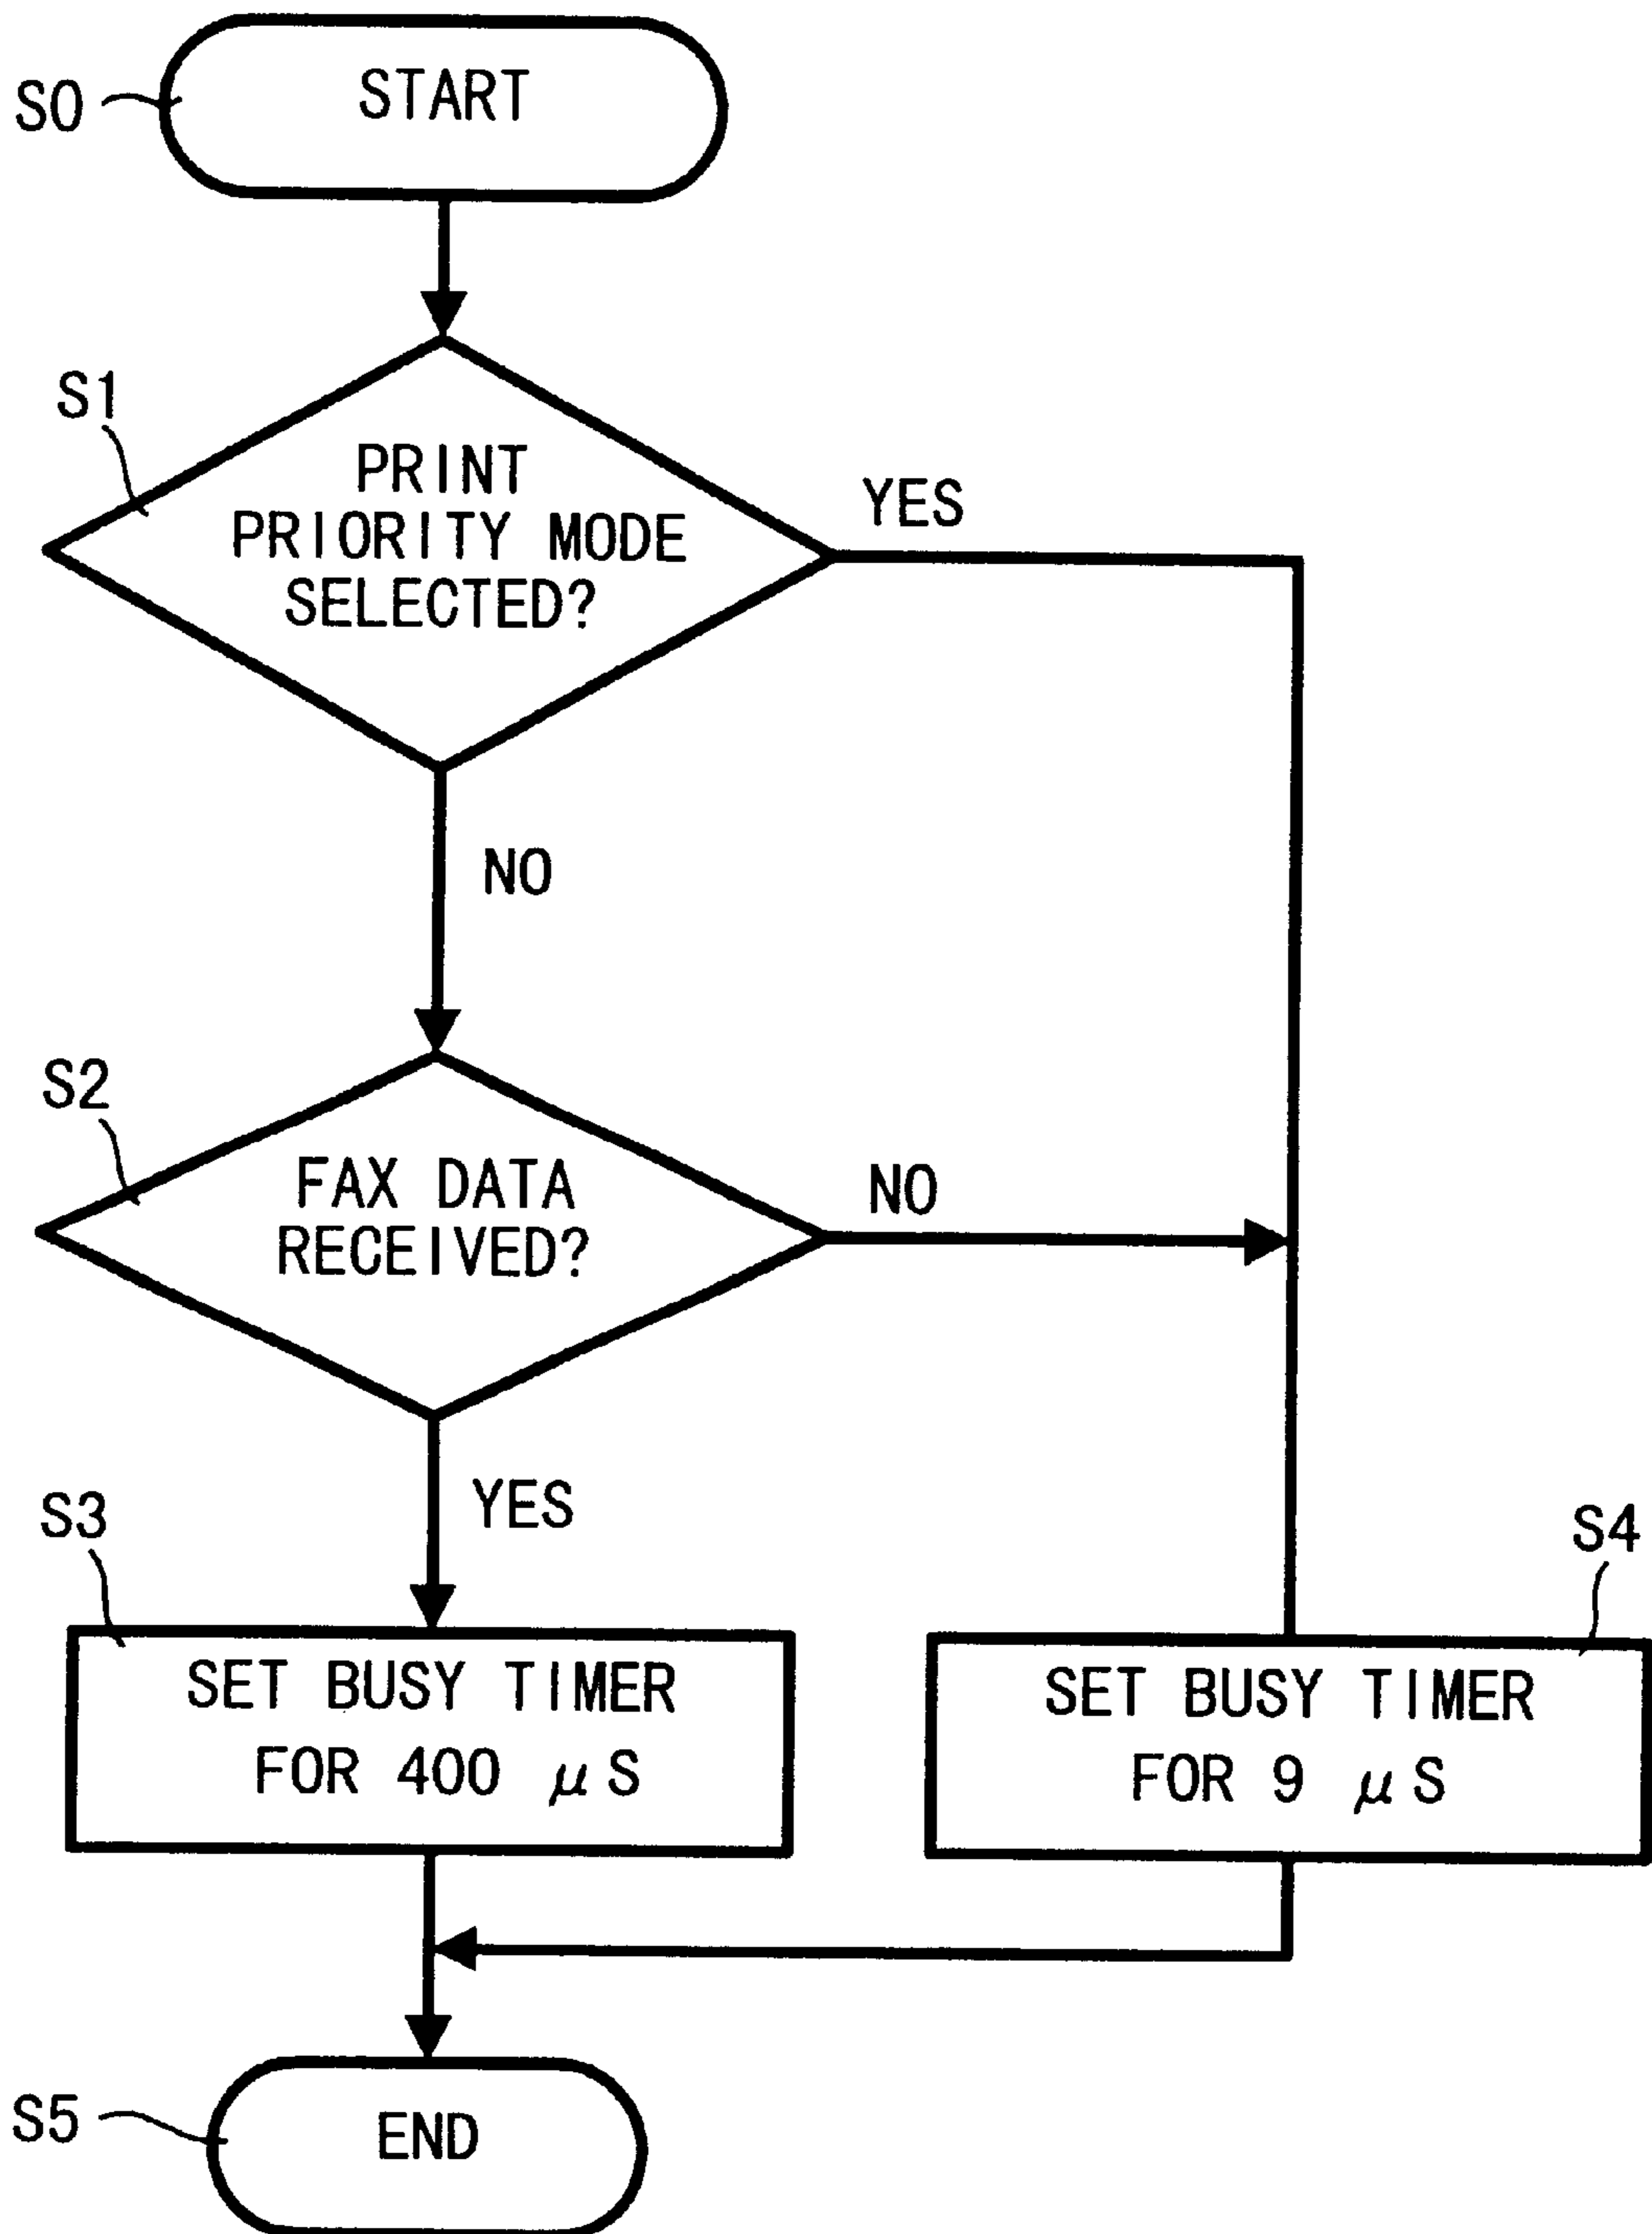 S0
START
S1
PRINT
PRIORITY MODE
SELECTED?
YES
NO
S2
FAX DATA
RECEIVED?
NO
YES
S3
SET BUSY TIMER
FOR 400 μS
S4
SET BUSY TIMER
FOR 9 μS
S5
END